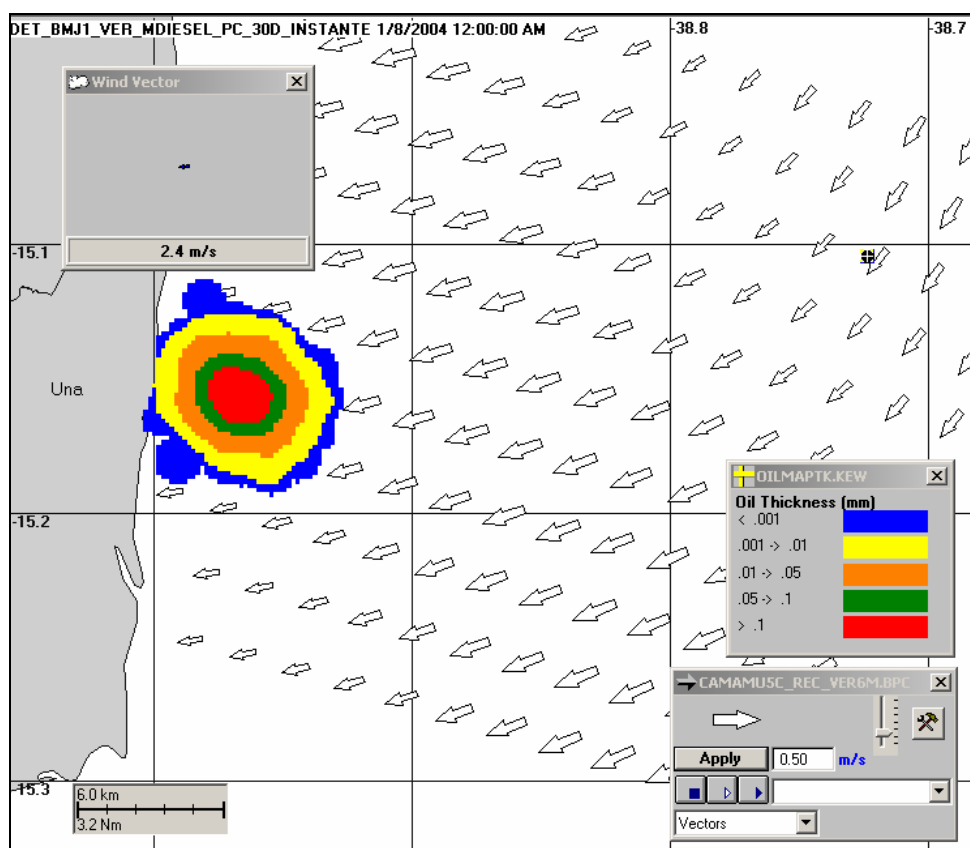 DET_BMJ1_VER_MDIESEL_PC_30D_INSTANTE 1/8/2004 12:00:00 AM
-38.8
-38.7
Wind Vector
2.4 m/s
-15.1
Una
OILMAPTK.KEW
Oil Thickness (mm)
< .001
.001 -> .01
.01 -> .05
.05 -> .1
> .1
-15.2
CAMAMU5C_REC_VER6M.BPC
Apply
0.50
m/s
Vectors
-15.3
6.0 km
3.2 Nm